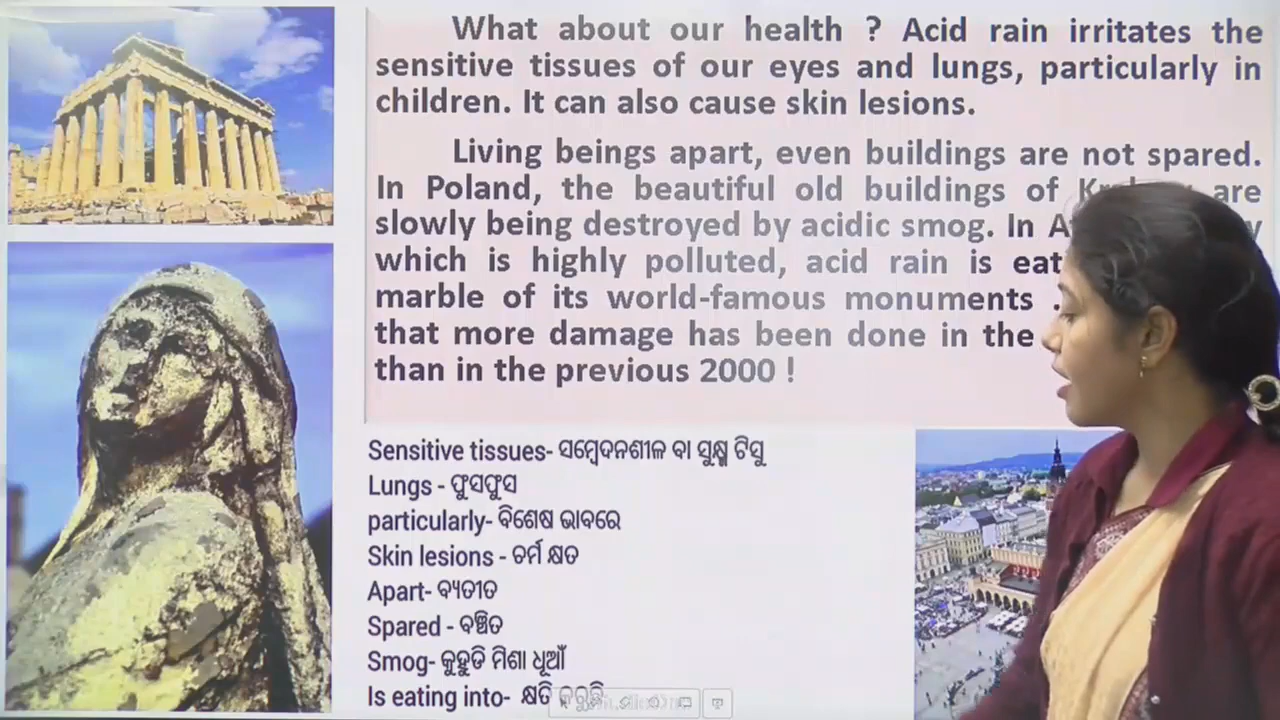 What about our health ? Acid rain irritates the
sensitive tissues of our eyes and lungs, particularly in
children. It can also cause skin lesions.
Living beings apart, even buildings are not spared.
In Poland, the beautiful old buildings of are
slowly being destroyed by acidic smog. In
which is highly polluted, acid rain is
marble of its world-famous monuments .
that more damage has been done in the
than in the previous 2000 !
Sensitive tissues- ସମ୍ବେଦନଶୀଳ ବା ସୁକ୍ଷ୍ମ ଟିସୁ
Lungs - ଫୁସଫୁସ
particularly- ବିଶେଷ ଭାବରେ
Skin lesions - ଚର୍ମ କ୍ଷତ
Apart- ବ୍ୟତୀତ
Spared - ବଞ୍ଚିତ
Smog- କୁହୁଡି ମିଶା ଧୂଆଁ
Is eating into- କ୍ଷତି